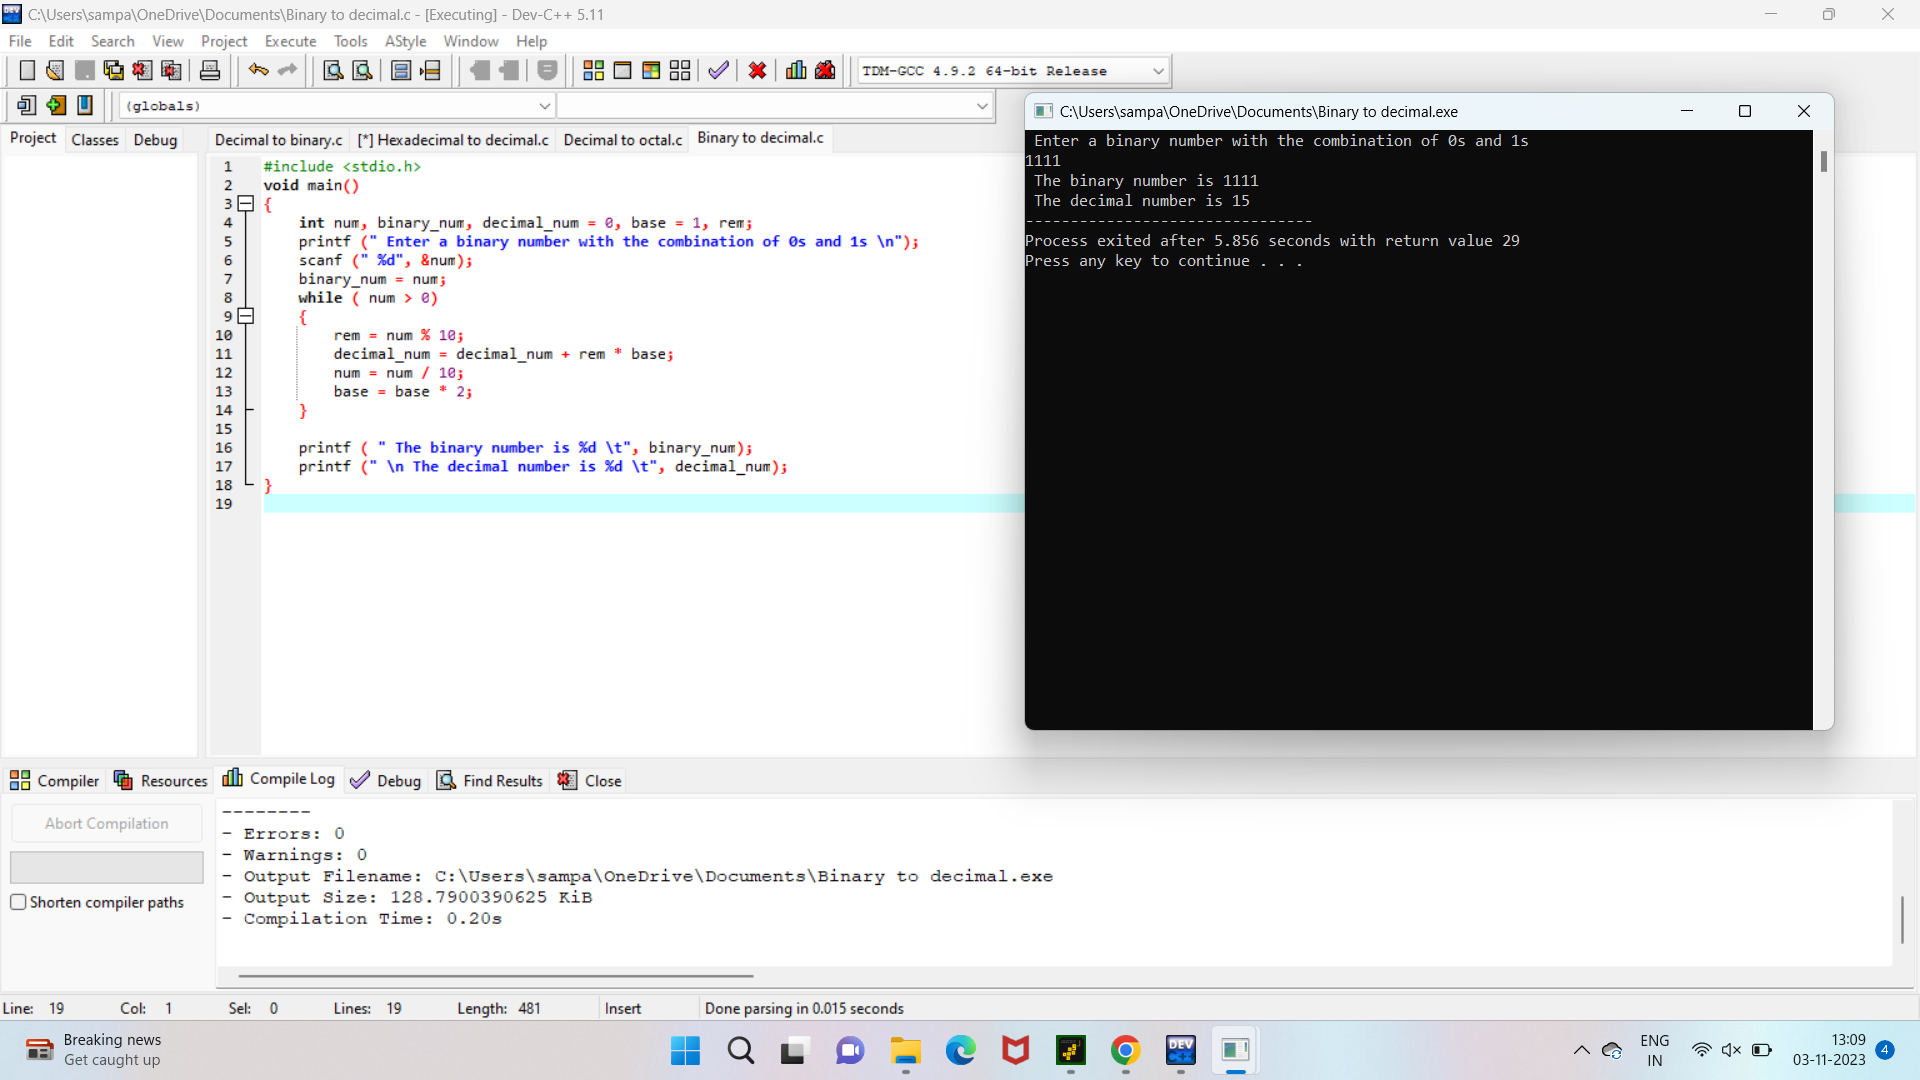 C:\Users\sampa\OneDrive\Documents\Binary to decimal.c - [Executing] - Dev-C++ 5.11
File Edit Search View Project Execute Tools AStyle Window Help
TDM-GCC 4.9.2 64-bit Release
(globals)
Project Classes Debug
Decimal to binary.c [*] Hexadecimal to decimal.c Decimal to octal.c Binary to decimal.c
1 #include <stdio.h>
2 void main()
3 {
4 int num, binary_num, decimal_num = 0, base = 1, rem;
5 printf (" Enter a binary number with the combination of 0s and 1s \n");
6 scanf (" %d", &num);
7 binary_num = num;
8 while ( num > 0)
9 {
10 rem = num % 10;
11 decimal_num = decimal_num + rem * base;
12 num = num / 10;
13 base = base * 2;
14 }
15
16 printf ( " The binary number is %d \t", binary_num);
17 printf (" \n The decimal number is %d \t", decimal_num);
18 }
19
C:\Users\sampa\OneDrive\Documents\Binary to decimal.exe
Enter a binary number with the combination of 0s and 1s
1111
The binary number is 1111
The decimal number is 15
--------------------------------
Process exited after 5.856 seconds with return value 29
Press any key to continue . . .
Compiler Resources Compile Log Debug Find Results Close
Abort Compilation
Shorten compiler paths
--------
- Errors: 0
- Warnings: 0
- Output Filename: C:\Users\sampa\OneDrive\Documents\Binary to decimal.exe
- Output Size: 128.7900390625 KiB
- Compilation Time: 0.20s
Line: 19 Col: 1 Sel: 0 Lines: 19 Length: 481 Insert Done parsing in 0.015 seconds
Breaking news
Get caught up
DEV C++
ENG
IN
13:09
03-11-2023
4